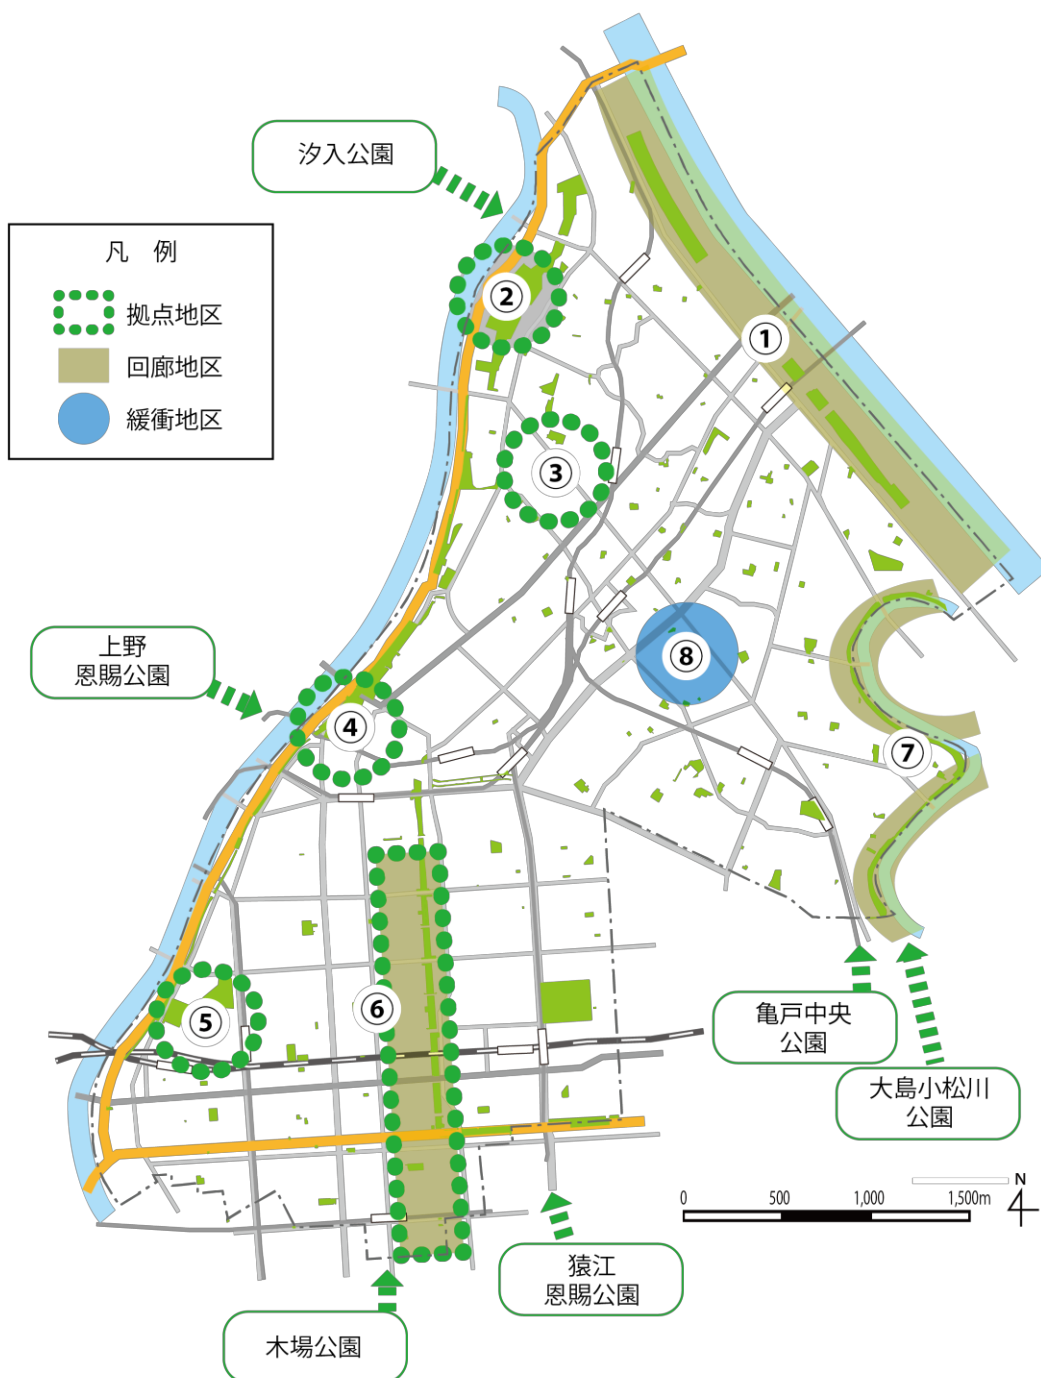 汐入公園
凡 例
拠点地区
回廊地区
緩衝地区
②
①
③
上野
恩賜公園
⑧
④
⑦
⑥
⑤
亀戸中央
公園
大島小松川
公園
N
0 500 1,000 1,500m
猿江
恩賜公園
木場公園